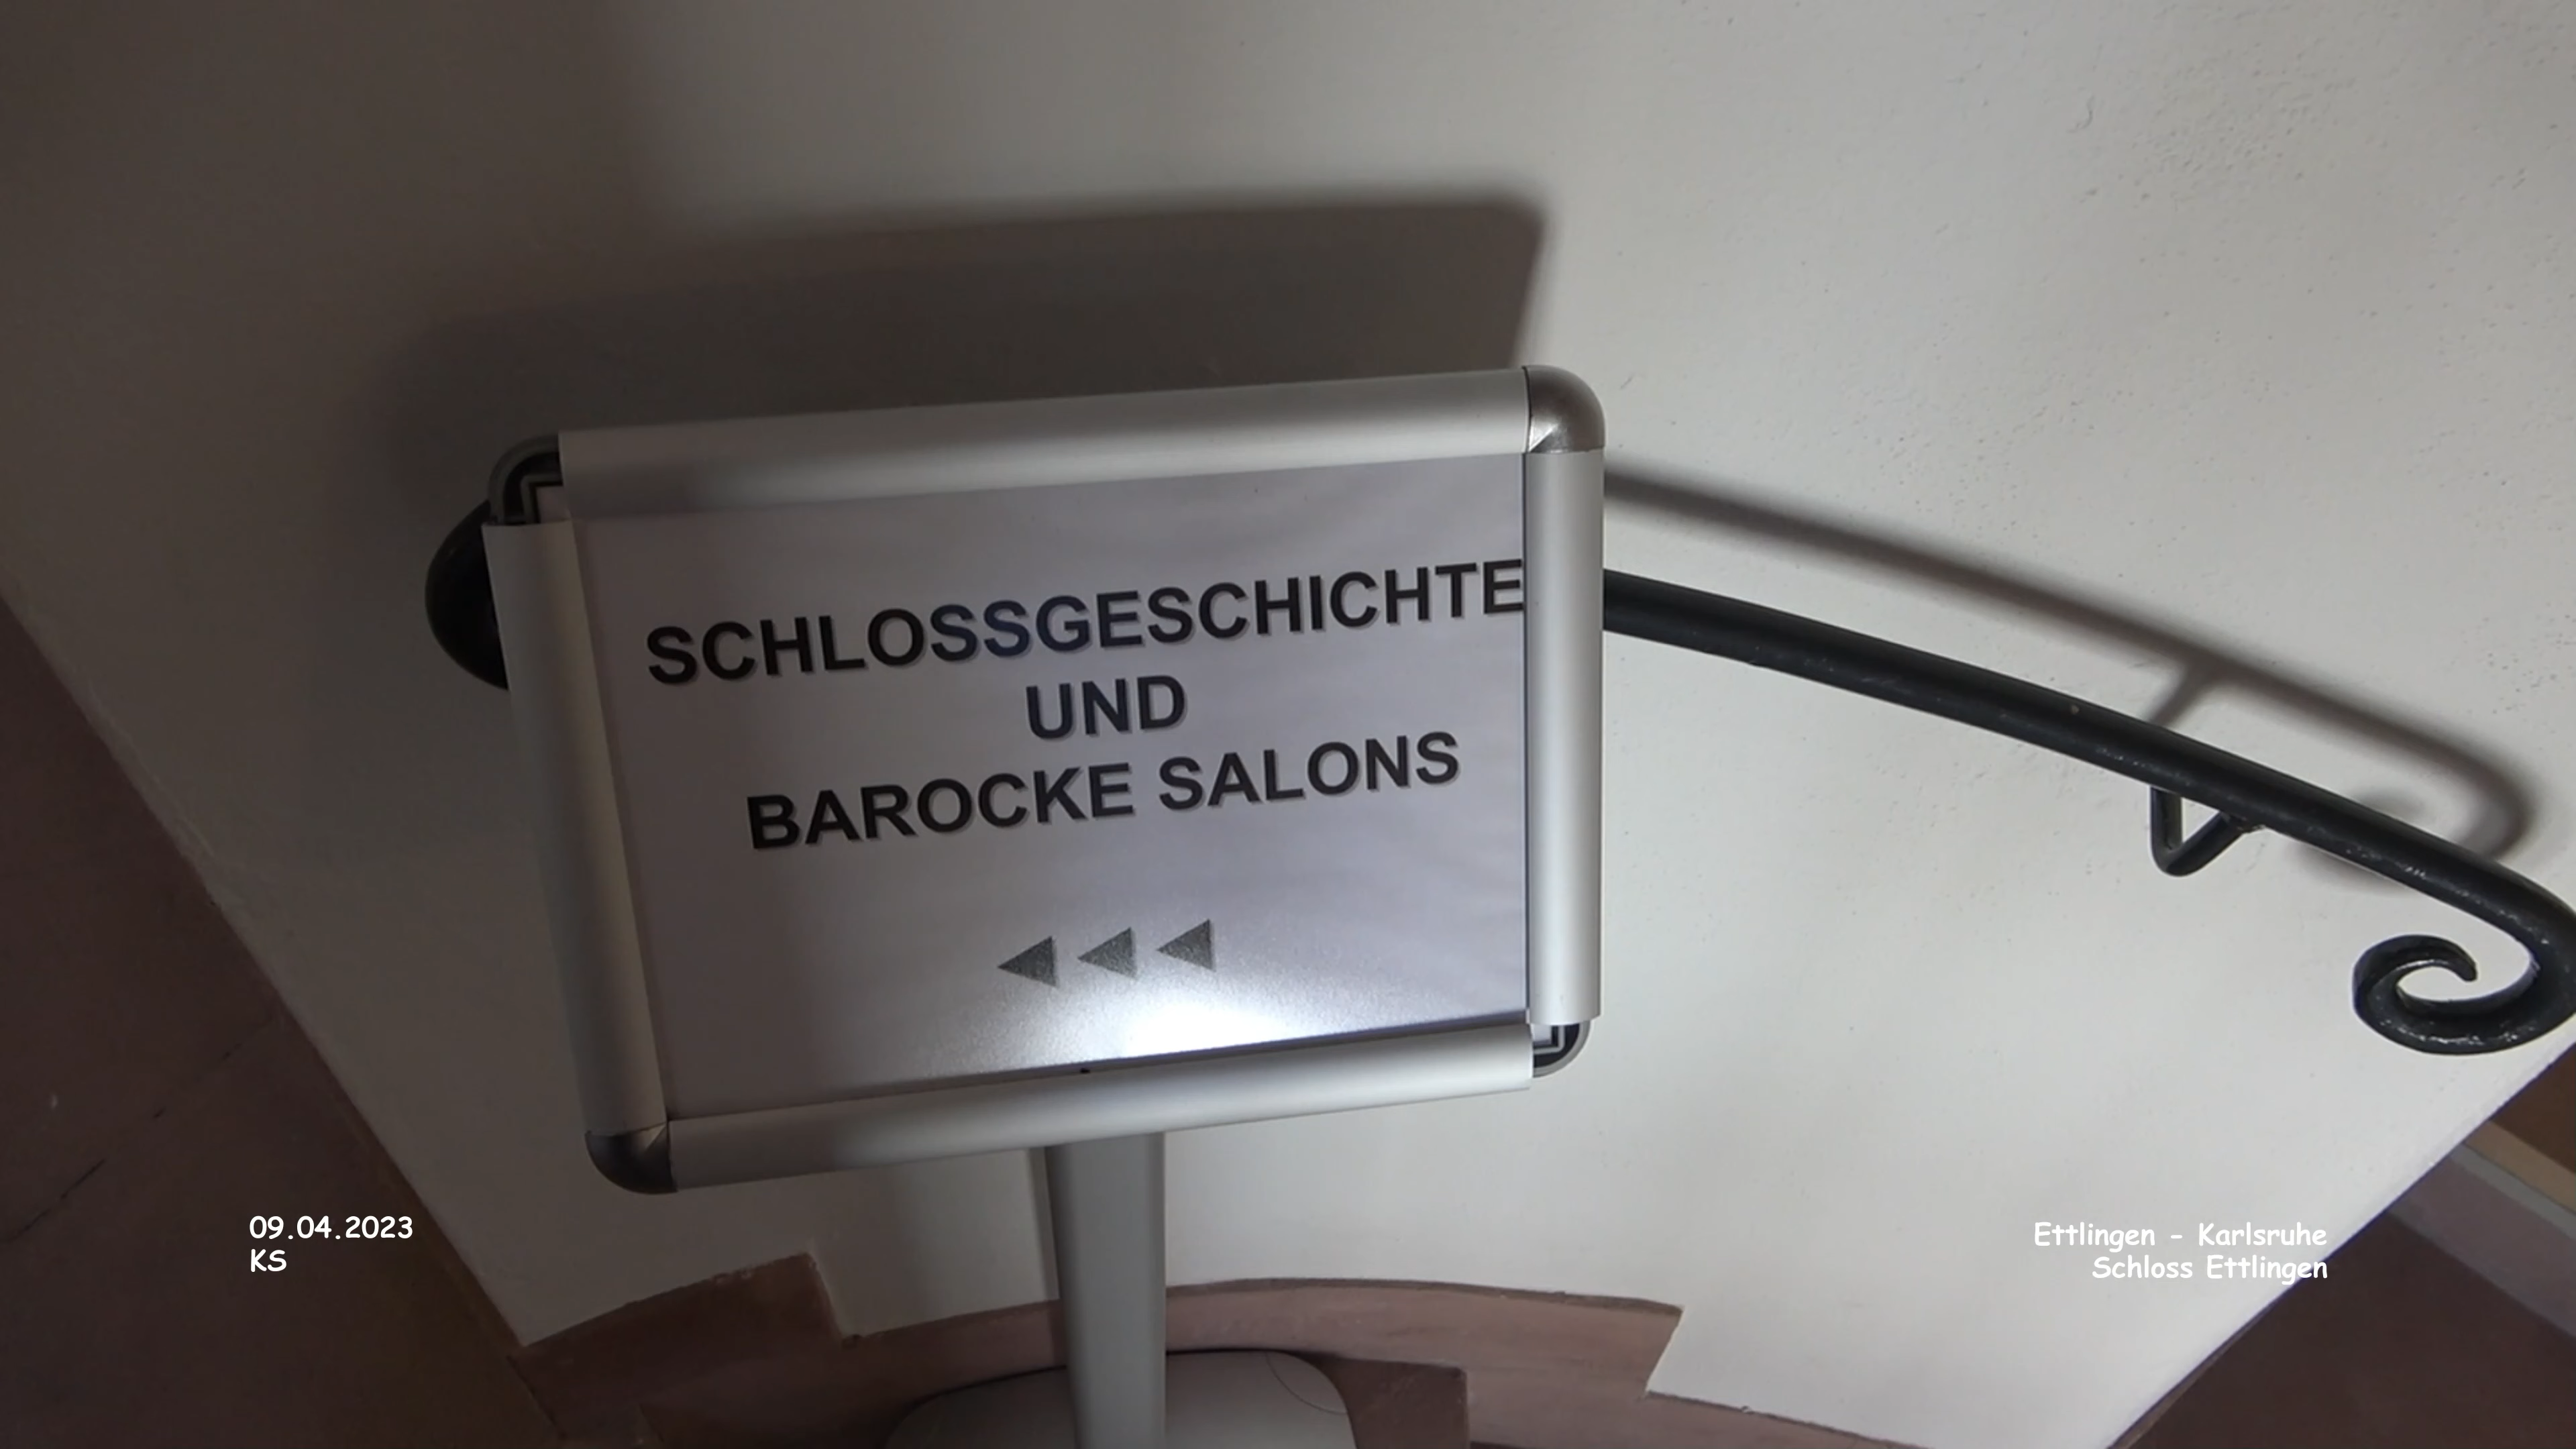 SCHLOSSGESCHICHTE
UND
BAROCKE SALONS
09.04.2023
KS
Ettlingen - Karlsruhe
Schloss Ettlingen